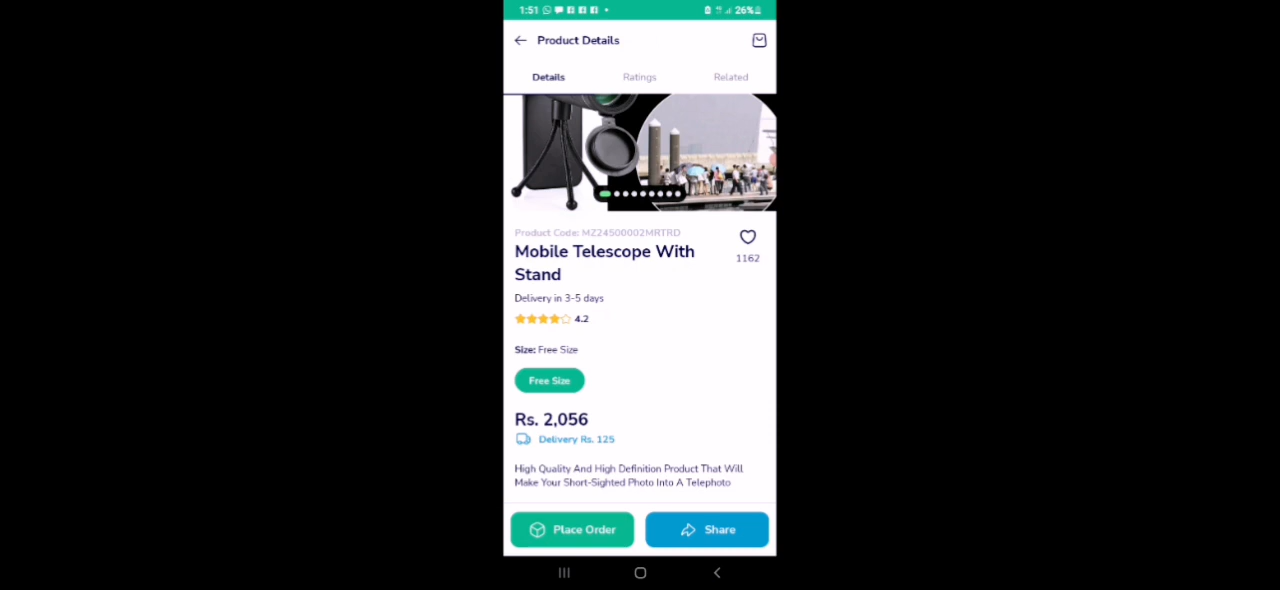 1:51 26%
Product Details
Details Ratings Related
Product Code: MZ24500002MRTRD
Mobile Telescope With
Stand
1162
Delivery in 3-5 days
4.2
Size: Free Size
Free Size
Rs. 2,056
Delivery Rs. 125
High Quality And High Definition Product That Will
Make Your Short-Sighted Photo Into A Telephoto
Place Order Share